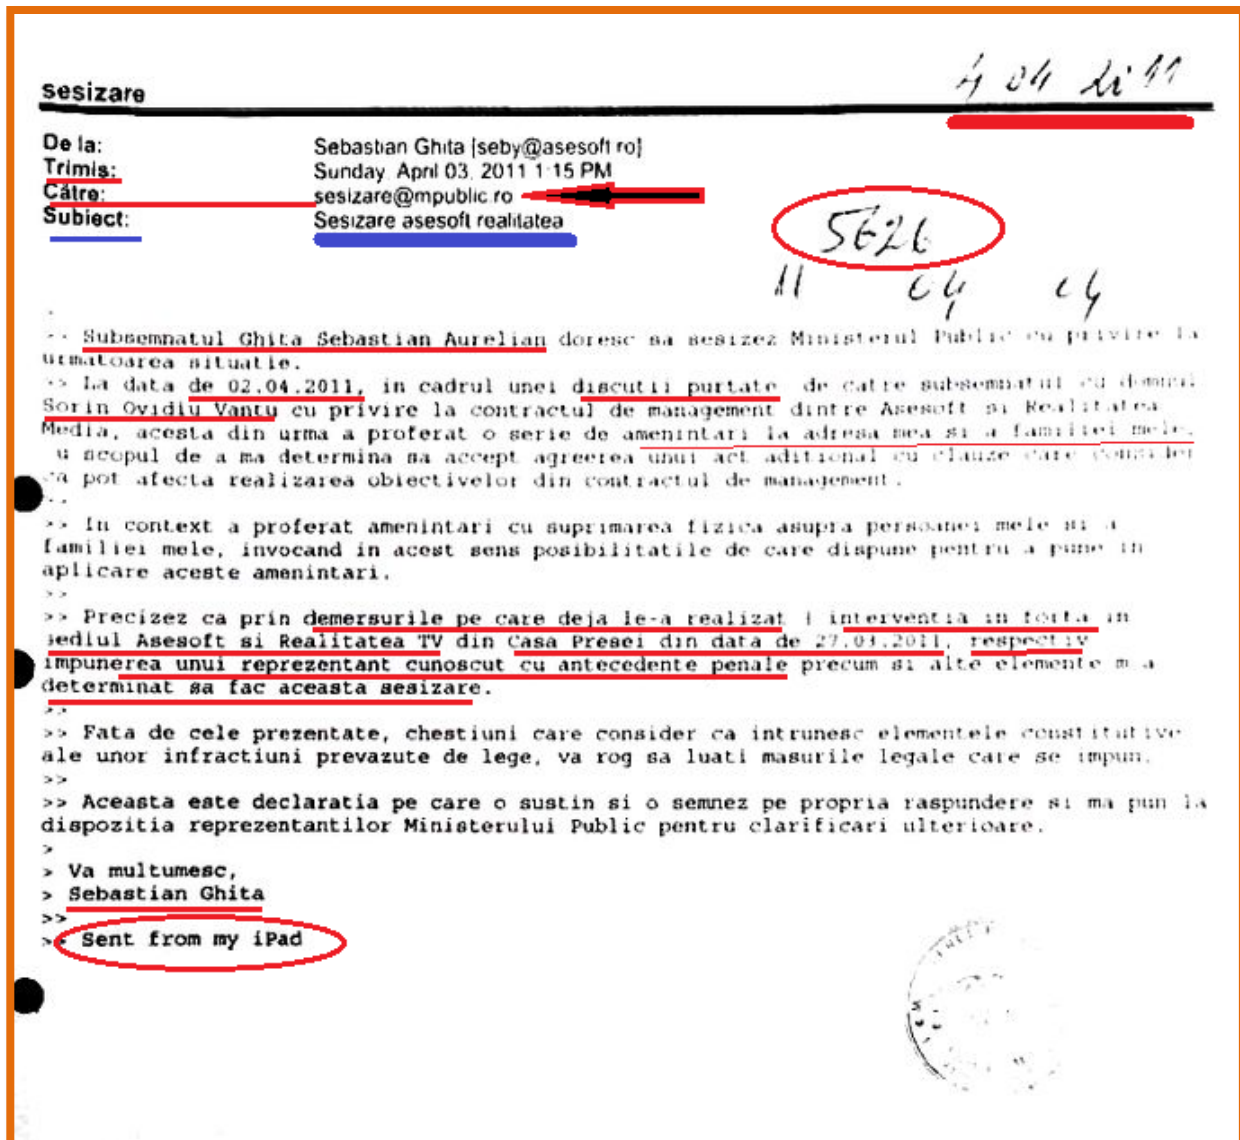 4 04 2011
sesizare
De la: Sebastian Ghita [seby@asesoft.ro]
Trimis: Sunday, April 03, 2011 1:15 PM
Către: sesizare@mpublic.ro
Subiect: Sesizare asesoft realitatea
5626
11 04 04
>> Subsemnatul Ghita Sebastian Aurelian doresc sa sesizez Ministerul Public cu privire la
urmatoarea situatie.
>> La data de 02.04.2011, in cadrul unei discutii purtate de catre subsemnatul cu domnul
Sorin Ovidiu Vantu cu privire la contractul de management dintre Asesoft si Realitatea
Media, acesta din urma a proferat o serie de amenintari la adresa mea si a familiei mele,
u scopul de a ma determina sa accept agreerea unui act aditional cu clauze care consider
ca pot afecta realizarea obiectivelor din contractul de management.
>> In context a proferat amenintari cu suprimarea fizica asupra persoanei mele si a
familiei mele, invocand in acest sens posibilitatile de care dispune pentru a pune in
aplicare aceste amenintari.
>>
>> Precizez ca prin demersurile pe care deja le-a realizat ( interventia in forta in
sediul Asesoft si Realitatea TV din Casa Presei din data de 27.03.2011, respectiv
impunerea unui reprezentant cunoscut cu antecedente penale precum si alte elemente m a
determinat sa fac aceasta sesizare.
>>
>> Fata de cele prezentate, chestiuni care consider ca intrunesc elementele constitutive
ale unor infractiuni prevazute de lege, va rog sa luati masurile legale care se impun.
>>
>> Aceasta este declaratia pe care o sustin si o semnez pe propria raspundere si ma pun la
dispozitia reprezentantilor Ministerului Public pentru clarificari ulterioare.
>
> Va multumesc,
> Sebastian Ghita
>>
>> Sent from my iPad